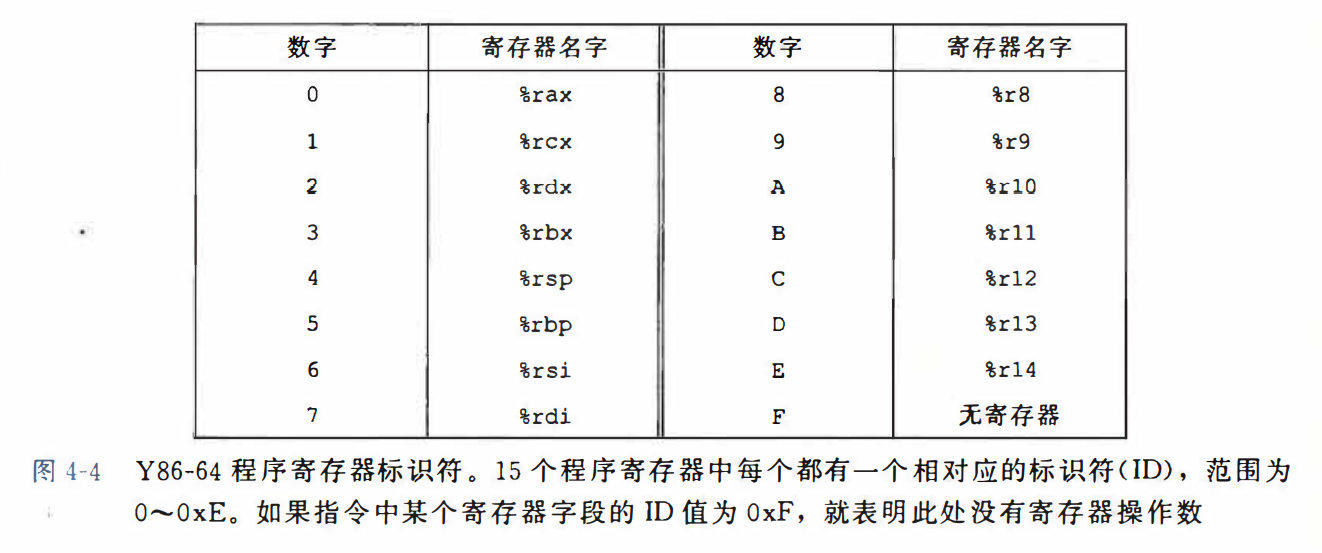 数字 寄存器名字 数字 寄存器名字
0 %rax 8 %r8
1 %rcx 9 %r9
2 %rdx A %r10
3 %rbx B %r11
4 %rsp C %r12
5 %rbp D %r13
6 %rsi E %r14
7 %rdi F 无寄存器
图 4-4 Y86-64 程序寄存器标识符。15 个程序寄存器中每个都有一个相对应的标识符(ID)，范围为
0～0xE。如果指令中某个寄存器字段的 ID 值为 0xF，就表明此处没有寄存器操作数